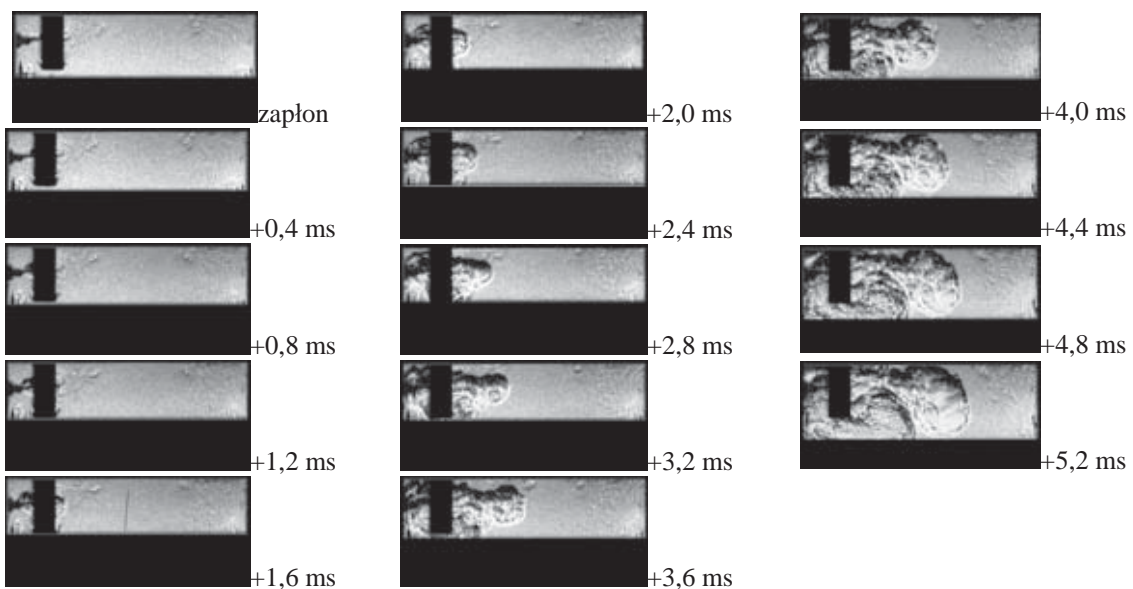 zapłon
+0,4 ms
+0,8 ms
+1,2 ms
+1,6 ms
+2,0 ms
+2,4 ms
+2,8 ms
+3,2 ms
+3,6 ms
+4,0 ms
+4,4 ms
+4,8 ms
+5,2 ms